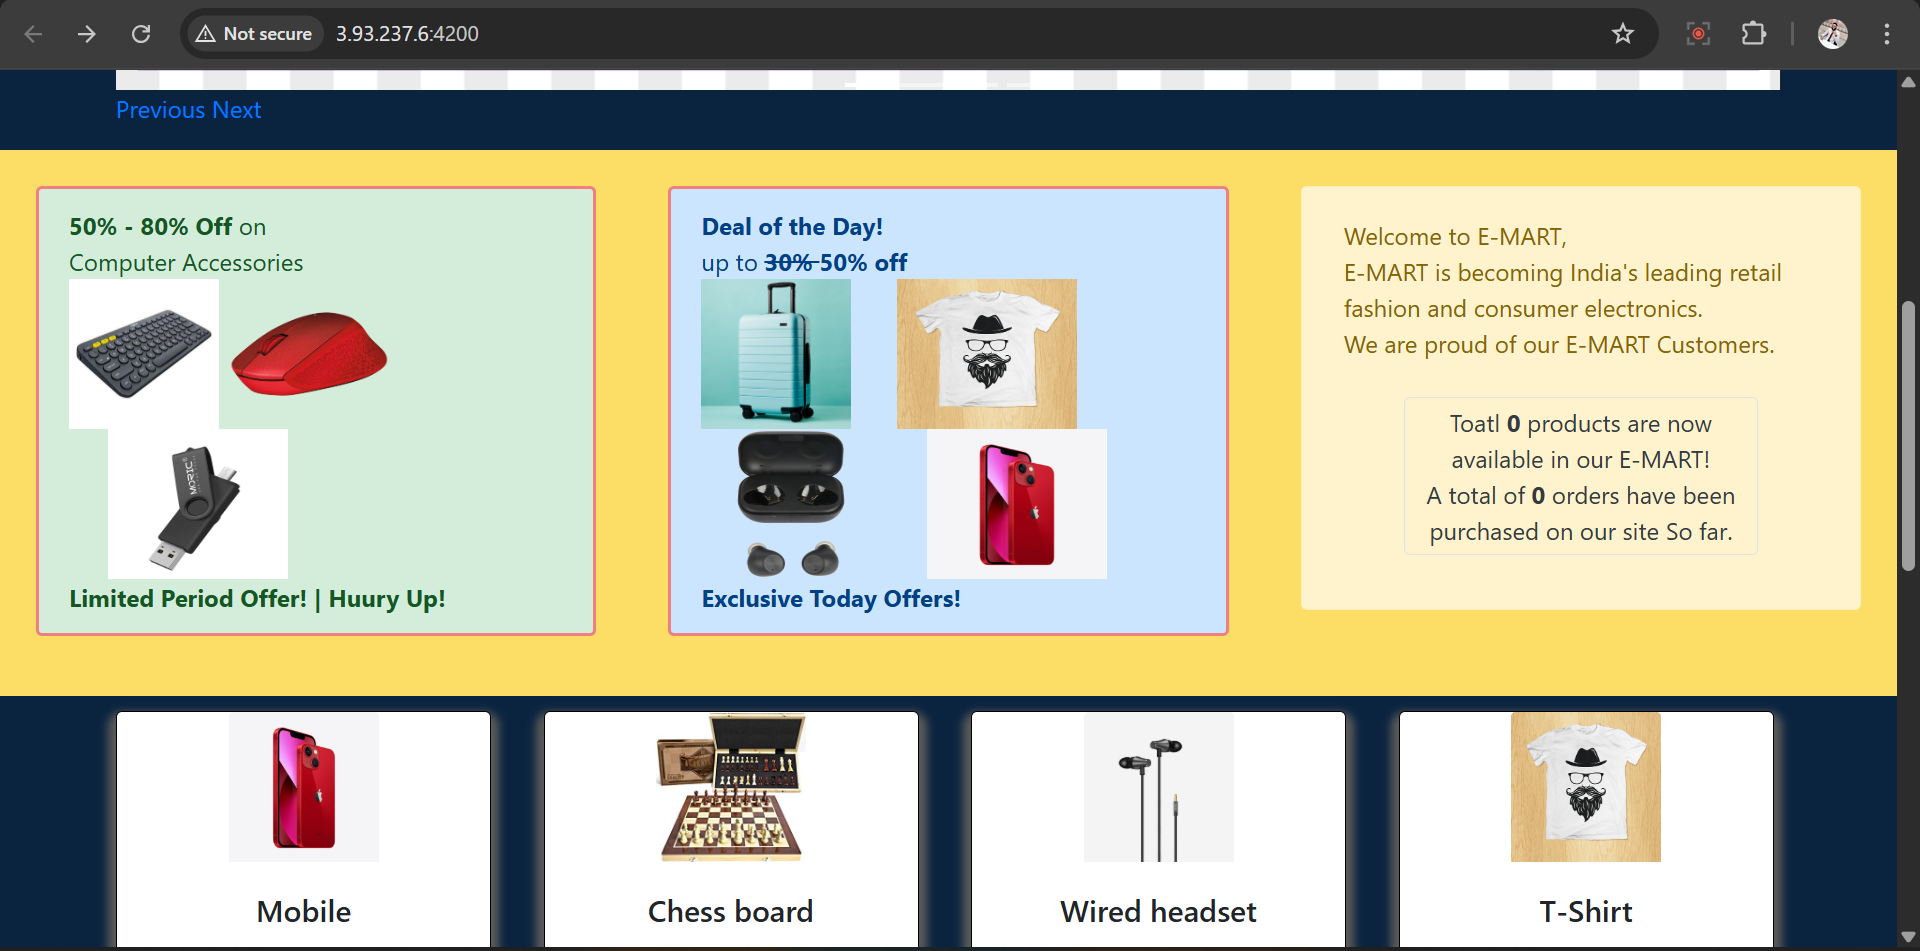 Not secure
3.93.237.6:4200
Previous Next
50% - 80% Off on
Computer Accessories
MORIC
Limited Period Offer! | Huury Up!
Deal of the Day!
up to 30% 50% off
Exclusive Today Offers!
Welcome to E-MART,
E-MART is becoming India's leading retail
fashion and consumer electronics.
We are proud of our E-MART Customers.
Toatl 0 products are now
available in our E-MART!
A total of 0 orders have been
purchased on our site So far.
Mobile
Chess board
Wired headset
T-Shirt